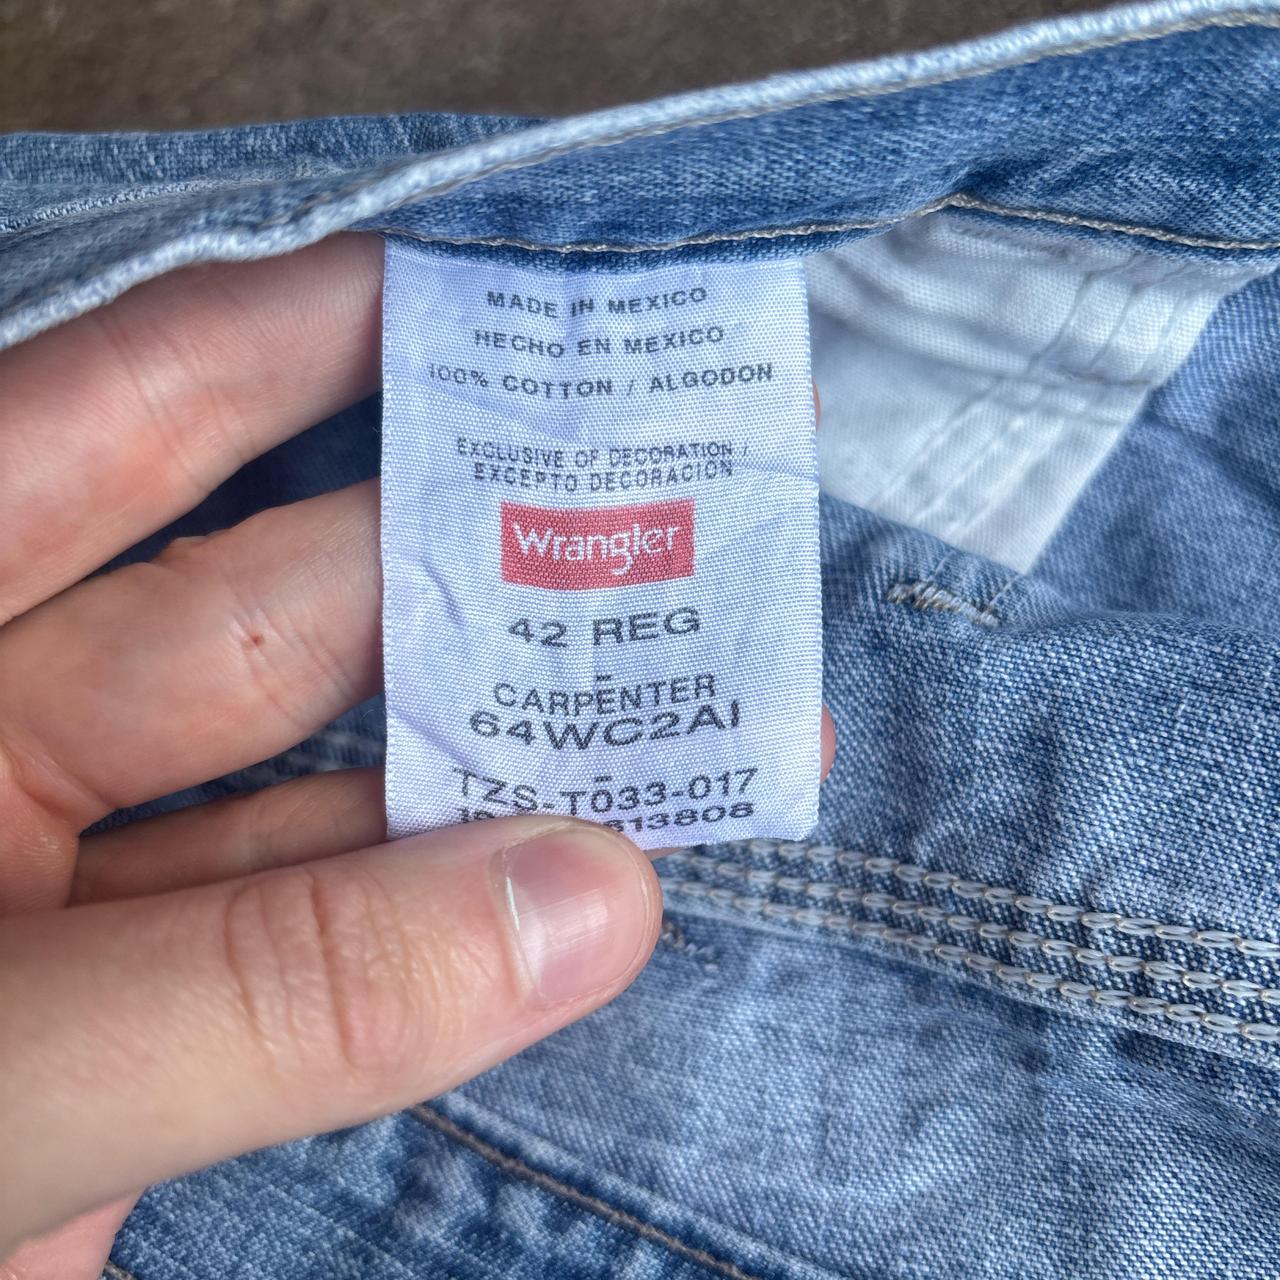 MADE IN MEXICO
HECHO EN MEXICO
100% COTTON / ALGODON
EXCLUSIVE OF DECORATION /
EXCEPTO DECORACION
Wrangler
42 REG
CARPENTER
64WC2AI
TZS-T033-017